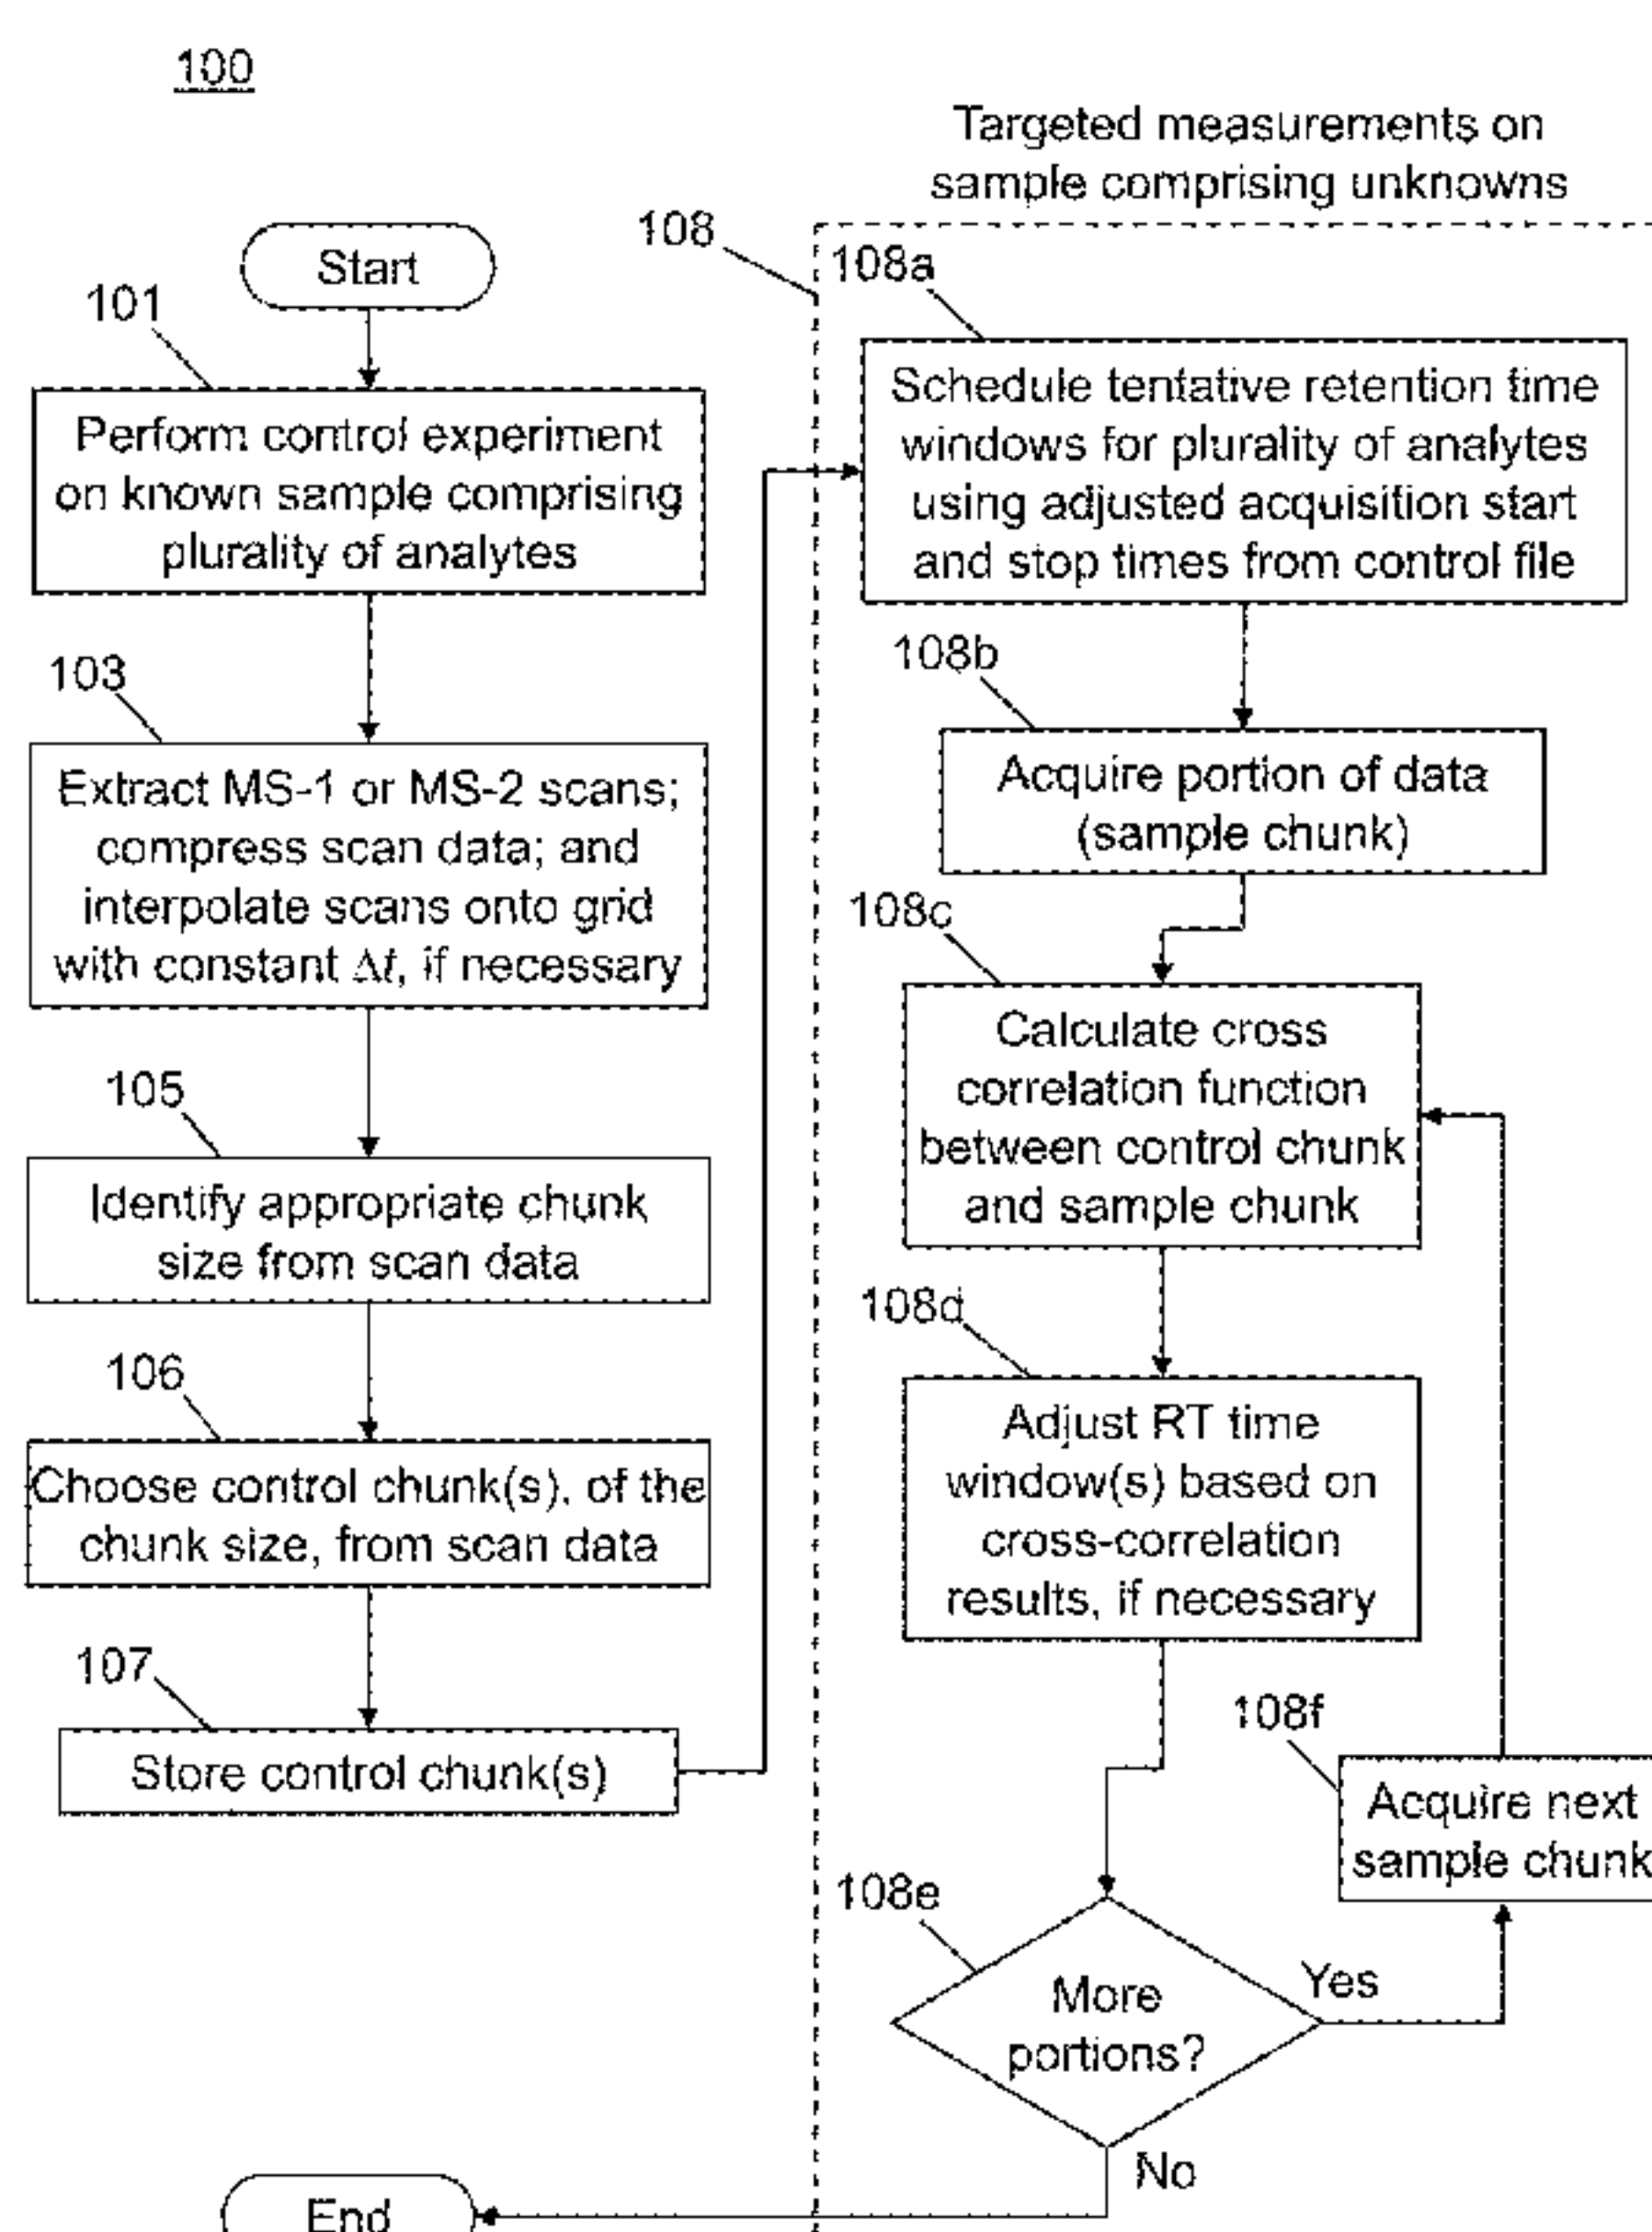 100
Targeted measurements on
sample comprising unknowns
Start
101
Perform control experiment
on known sample comprising
plurality of analytes
103
Extract MS-1 or MS-2 scans;
compress scan data; and
interpolate scans onto grid
with constant Δt, if necessary
105
Identify appropriate chunk
size from scan data
106
Choose control chunk(s), of the
chunk size, from scan data
107
Store control chunk(s)
108
108a
Schedule tentative retention time
windows for plurality of analytes
using adjusted acquisition start
and stop times from control file
108b
Acquire portion of data
(sample chunk)
108c
Calculate cross
correlation function
between control chunk
and sample chunk
108d
Adjust RT time
window(s) based on
cross-correlation
results, if necessary
108e
More
portions?
Yes
108f
Acquire next
sample chunk
No
End